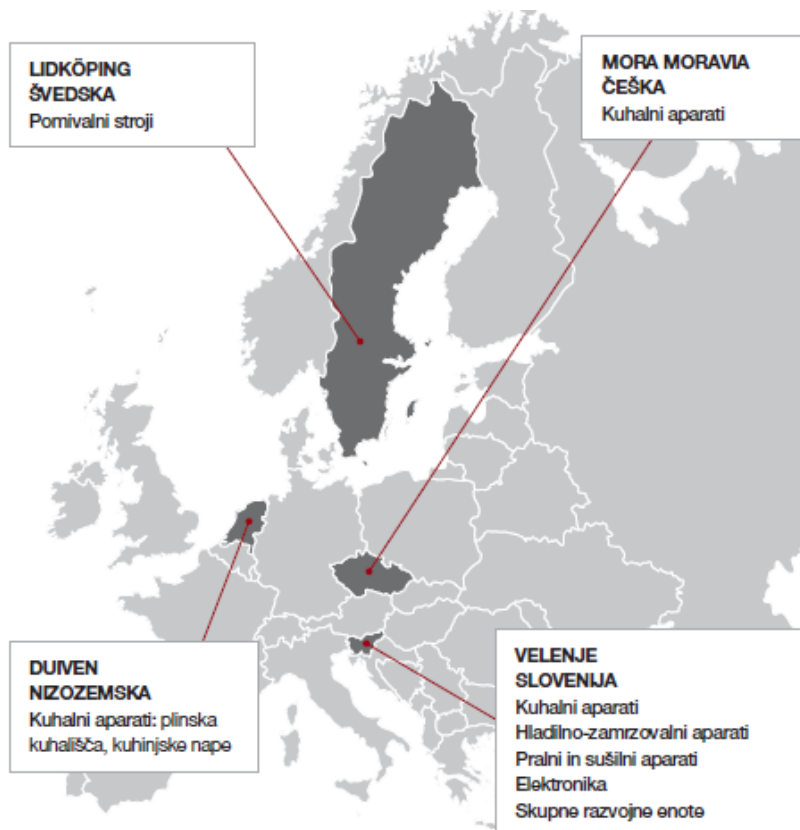 LIDKÖPING
ŠVEDSKA
Pomivalni stroji
MORA MORAVIA
ČEŠKA
Kuhalni aparati
DUIVEN
NIZOZEMSKA
Kuhalni aparati: plinska
kuhališča, kuhinjske nape
VELENJE
SLOVENIJA
Kuhalni aparati
Hladilno-zamrzovalni aparati
Pralni in sušilni aparati
Elektronika
Skupne razvojne enote